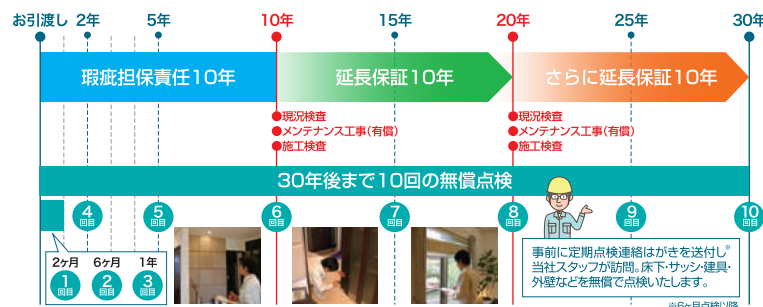 お引渡し 2年 5年 10年 15年 20年 25年 30年
瑕疵担保責任10年 延長保証10年 さらに延長保証10年
●現況検査
●メンテナンス工事(有償)
●施工検査
●現況検査
●メンテナンス工事(有償)
●施工検査
30年後まで10回の無償点検
4回目 5回目 6回目 7回目 8回目 9回目 10回目
2ヶ月 6ヶ月 1年
1回目 2回目 3回目
事前に定期点検連絡はがきを送付し※
当社スタッフが訪問。床下・サッシ・建具・
外壁などを無償で点検いたします。
※6ヶ月点検以降